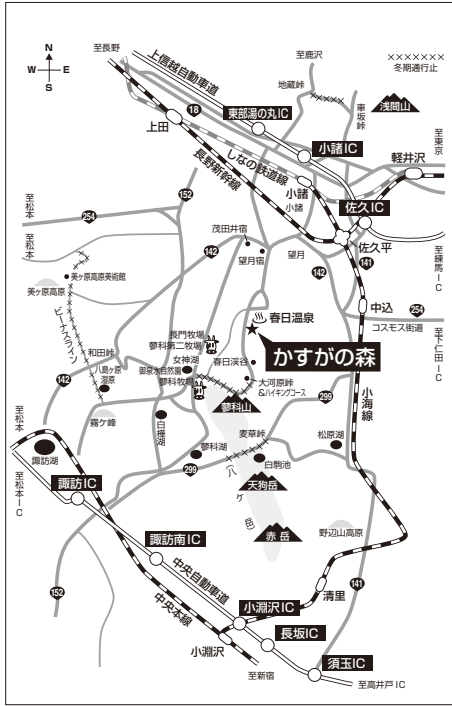 至長野
上信越自動車道
至鹿沢
冬期通行止
N
W E
S
地蔵峠
車坂峠
浅間山
18
東部湯の丸IC
上田
小諸IC
至東京
しなの鉄道線
長野新幹線
軽井沢
小諸
小諸
152
佐久IC
至松本
254
茂田井宿
佐久平
至松本
142
望月宿
望月
142
141
至練馬IC
美ヶ原高原美術館
美ヶ原高原
中込
254
春日温泉
コスモス街道
至下仁田IC
ビーナスライン
長門牧場
蓼科第二牧場
かすがの森
和田峠
女神湖
春日渓谷
小海線
八島ヶ原湿原
御泉水自然園
蓼科牧場
大河原峠
&ハイキングコース
142
蓼科山
299
至松本
霧ケ峰
白樺湖
麦草峠
松原湖
諏訪湖
蓼科湖
299
白駒池
(八ヶ岳)
天狗岳
至松本IC
諏訪IC
赤岳
野辺山高原
諏訪南IC
中央自動車道
141
152
清里
中央本線
小淵沢IC
長坂IC
小淵沢
須玉IC
至新宿
至高井戸IC